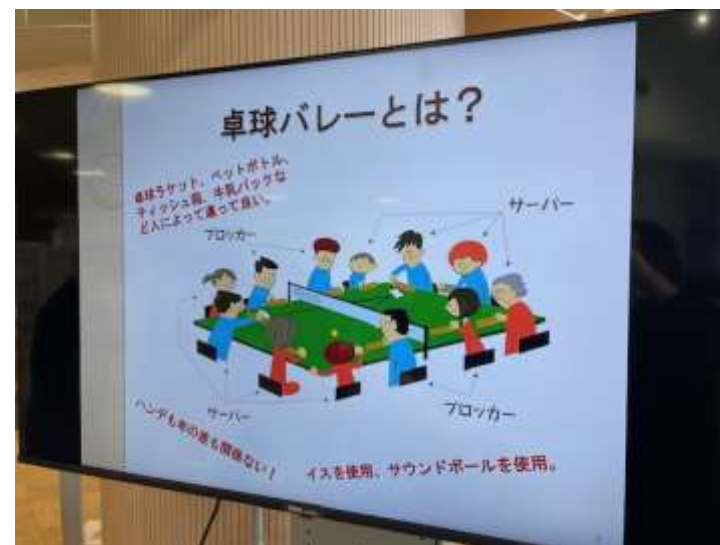 卓球バレーとは？
卓球ラケット、ペットボトル、
ティッシュ箱、牛乳パックな
ど人によって違って良い。
サーバー
ブロッカー
サーバー
ブロッカー
ハンデも年の差も関係ない！
イスを使用、サウンドボールを使用。